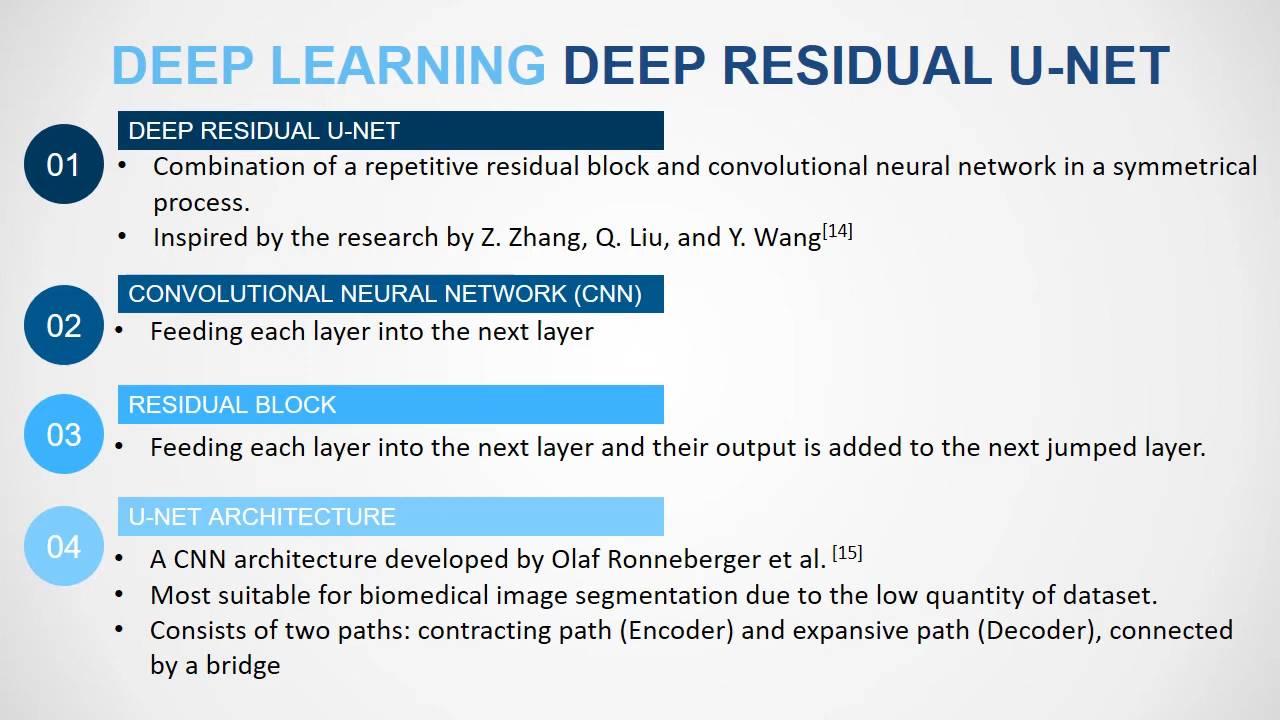 DEEP LEARNING DEEP RESIDUAL U-NET
01
DEEP RESIDUAL U-NET
• Combination of a repetitive residual block and convolutional neural network in a symmetrical
process.
• Inspired by the research by Z. Zhang, Q. Liu, and Y. Wang[14]
02
CONVOLUTIONAL NEURAL NETWORK (CNN)
• Feeding each layer into the next layer
03
RESIDUAL BLOCK
• Feeding each layer into the next layer and their output is added to the next jumped layer.
04
U-NET ARCHITECTURE
• A CNN architecture developed by Olaf Ronneberger et al. [15]
• Most suitable for biomedical image segmentation due to the low quantity of dataset.
• Consists of two paths: contracting path (Encoder) and expansive path (Decoder), connected
by a bridge